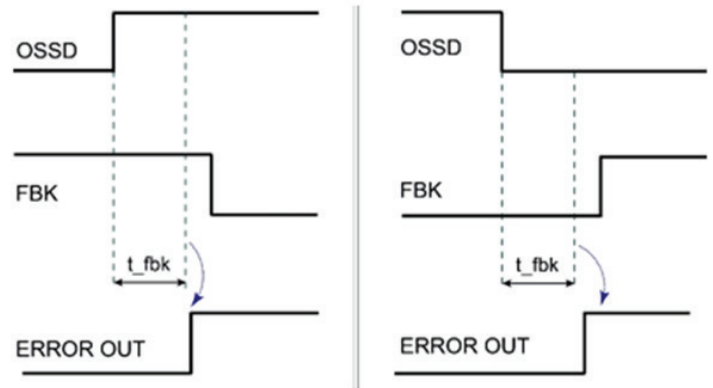 OSSD
FBK
t_fbk
ERROR OUT
OSSD
FBK
t_fbk
ERROR OUT